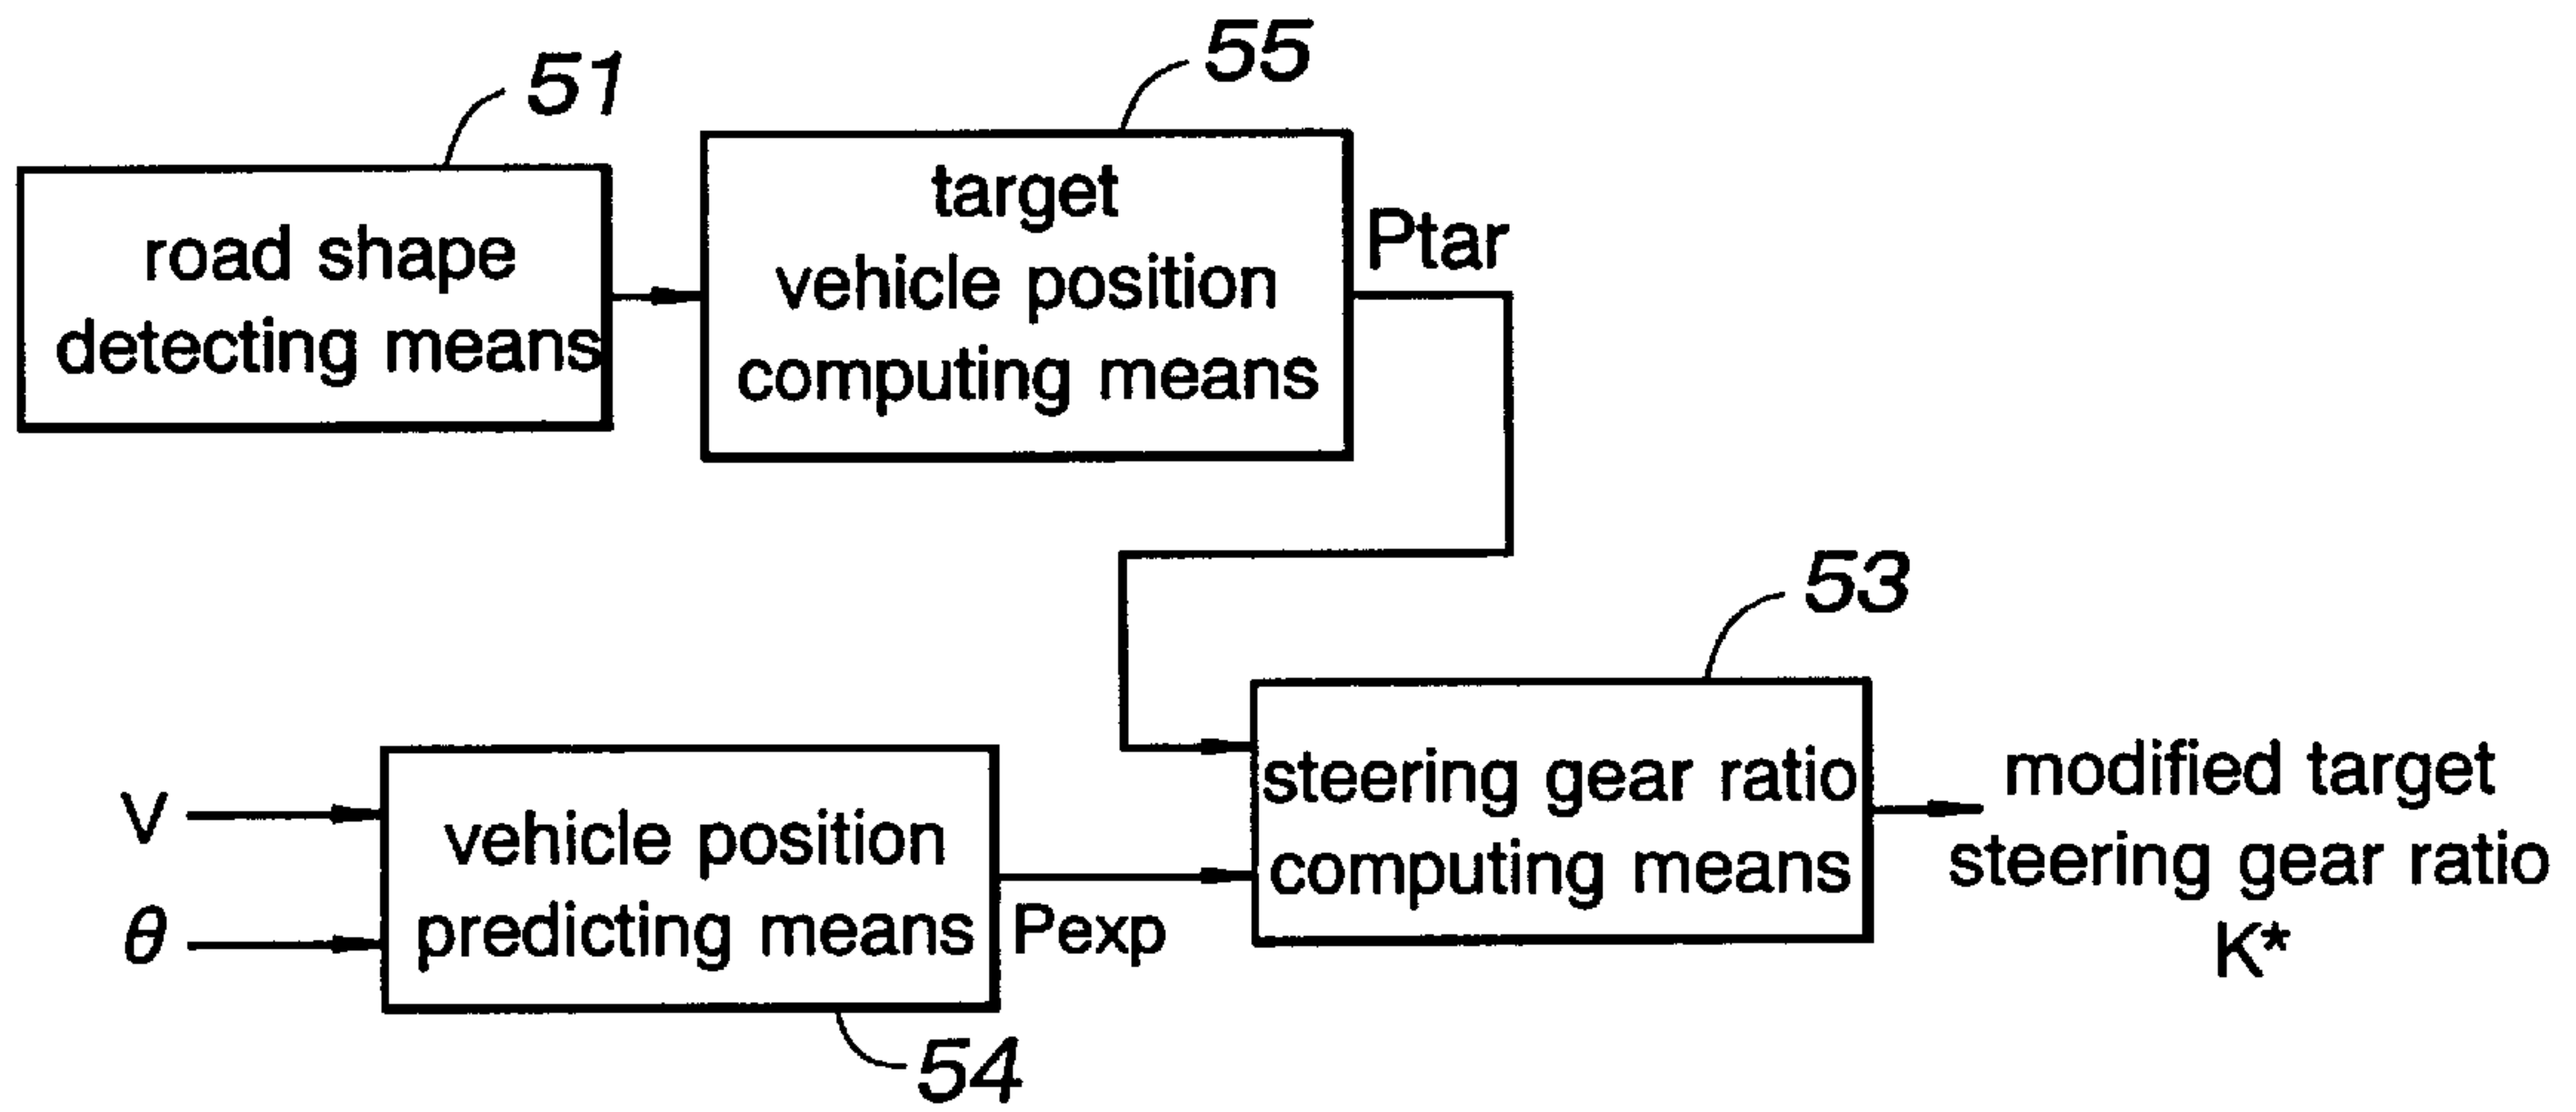 51
road shape
detecting means
55
target
vehicle position
computing means
Ptar
53
steering gear ratio
computing means
V
θ
vehicle position
predicting means
54
Pexp
modified target
steering gear ratio
K*